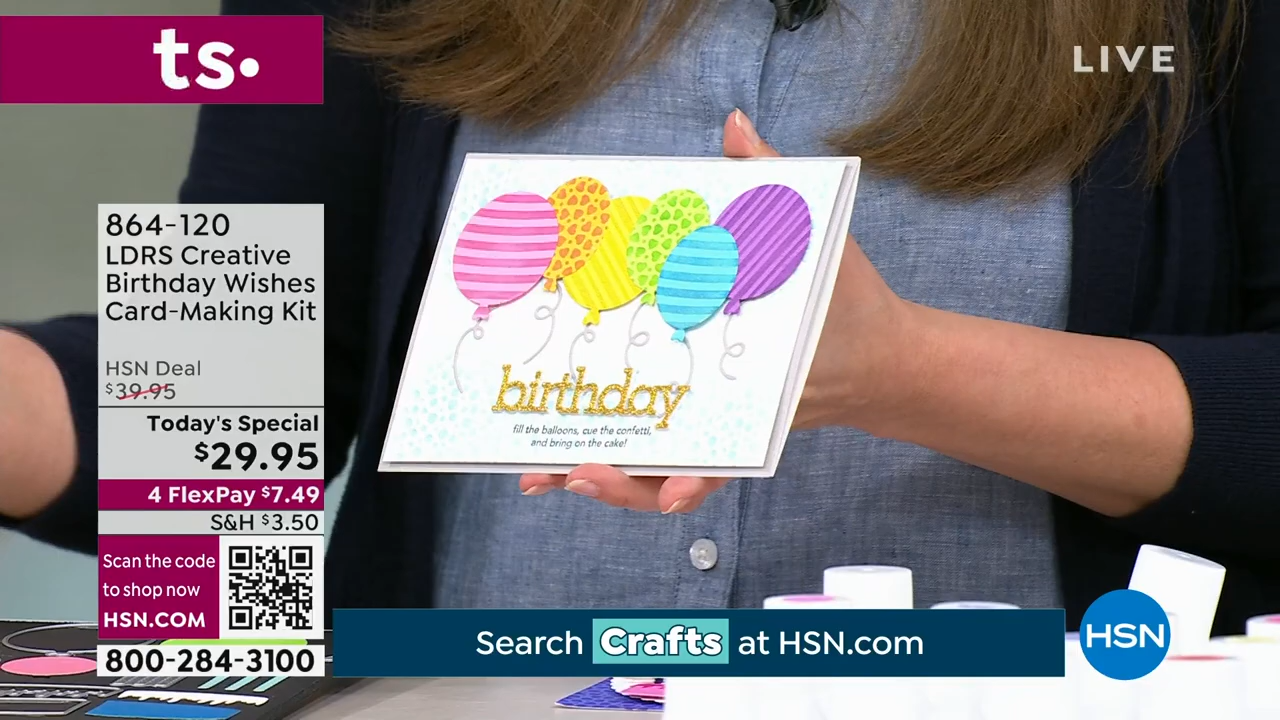 ts.
LIVE
864-120
LDRS Creative
Birthday Wishes
Card-Making Kit
HSN Deal
$39.95
Today's Special
$29.95
4 FlexPay $7.49
S&H $3.50
Scan the code
to shop now
HSN.COM
800-284-3100
birthday
fill the balloons, cue the confetti,
and bring on the cake!
Search Crafts at HSN.com
HSN